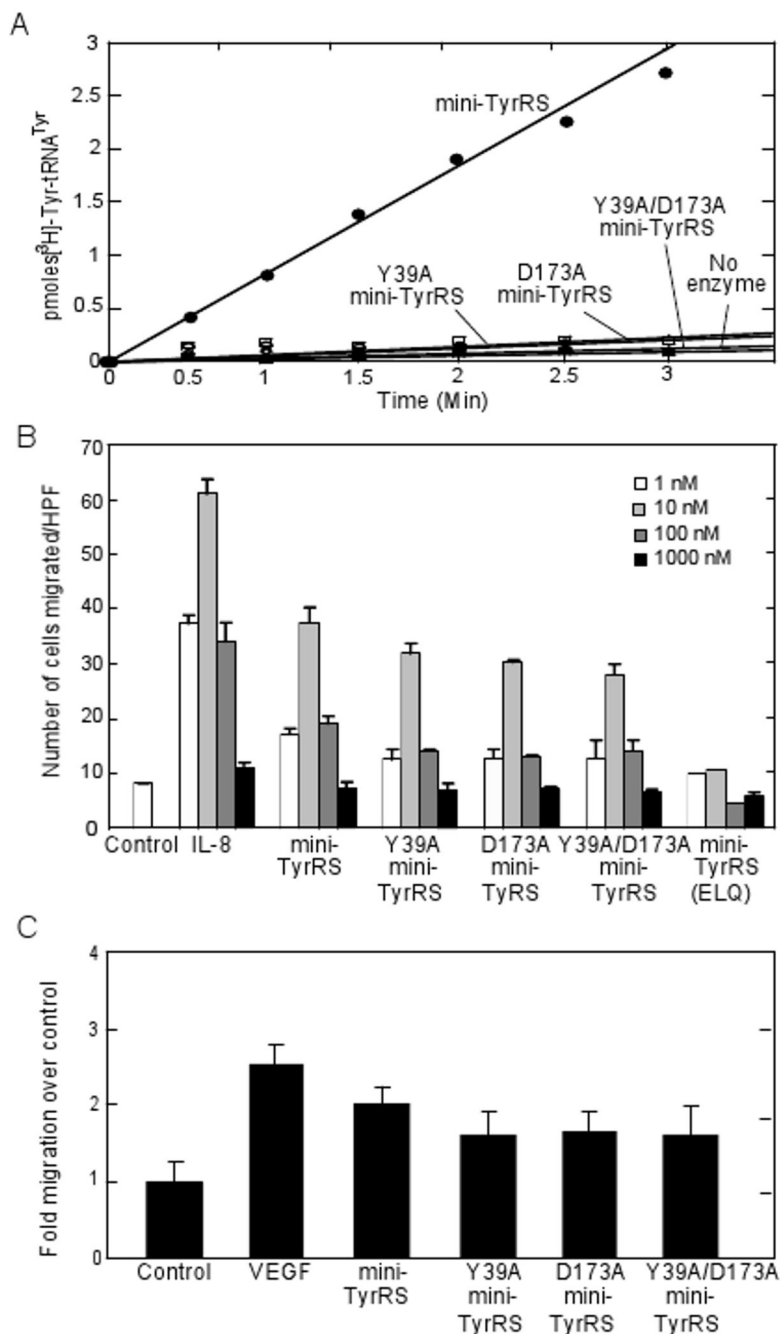 A
3
2.5
2
1.5
1
0.5
0
pmoles[³H]-Tyr-tRNAᵀʸʳ
mini-TyrRS
Y39A
mini-TyrRS
D173A
mini-TyrRS
Y39A/D173A
mini-TyrRS
No
enzyme
0 0.5 1 1.5 2 2.5 3
Time (Min)
B
70
60
50
40
30
20
10
0
Number of cells migrated/HPF
1 nM
10 nM
100 nM
1000 nM
Control IL-8 mini- Y39A D173A Y39A/D173A mini-
TyrRS mini- mini- mini- TyrRS
TyrRS TyRS TyrRS (ELQ)
C
4
3
2
1
0
Fold migration over control
Control VEGF mini- Y39A D173A Y39A/D173A
TyrRS mini- mini- mini-
TyrRS TyrRS TyrRS